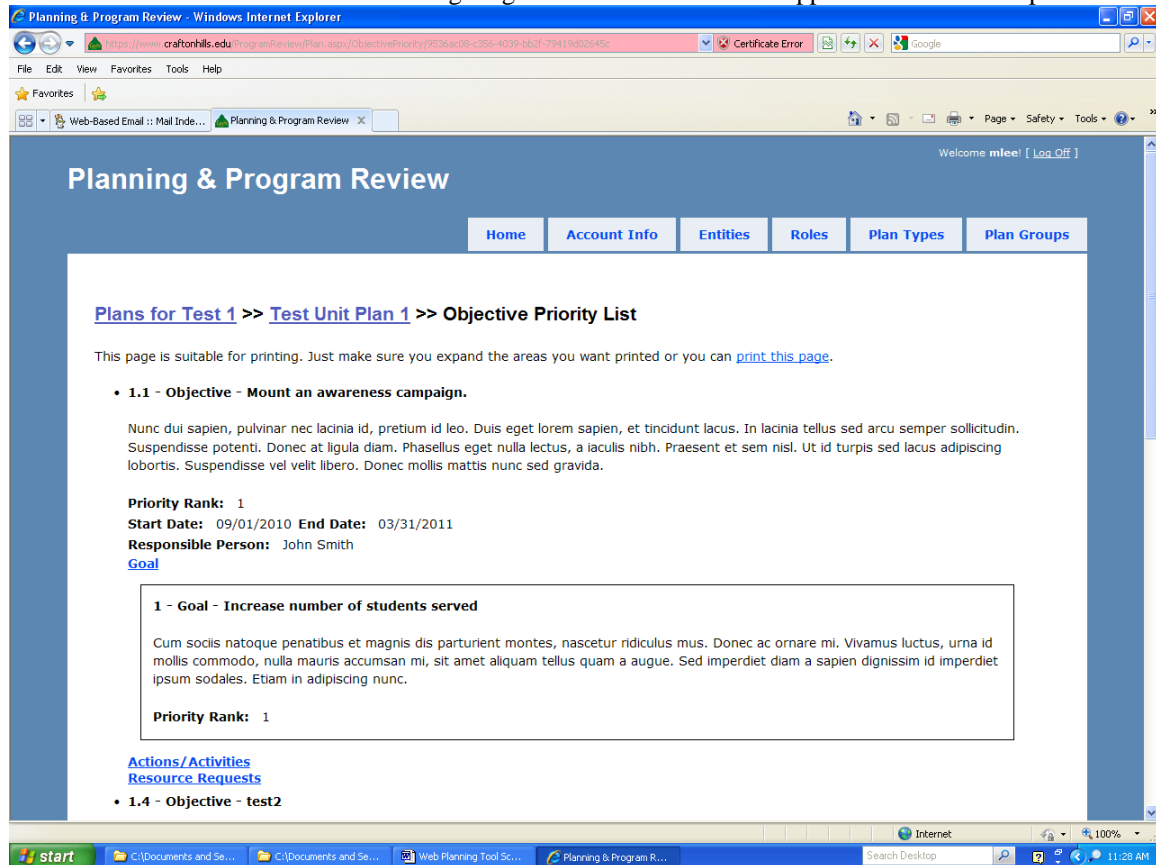 Planning & Program Review - Windows Internet Explorer
https://www.craftonhills.edu/ProgramReview/Plan.aspx/ObjectivePriority/9536ac08-c356-4039-bb2f-79419d02645c Certificate Error Google
File Edit View Favorites Tools Help
Favorites
Web-Based Email :: Mail Inde... Planning & Program Review Page Safety Tools
Welcome mlee! [ Log Off ]
Planning & Program Review
Home Account Info Entities Roles Plan Types Plan Groups
Plans for Test 1 >> Test Unit Plan 1 >> Objective Priority List
This page is suitable for printing. Just make sure you expand the areas you want printed or you can print this page.
• 1.1 - Objective - Mount an awareness campaign.
Nunc dui sapien, pulvinar nec lacinia id, pretium id leo. Duis eget lorem sapien, et tincidunt lacus. In lacinia tellus sed arcu semper sollicitudin.
Suspendisse potenti. Donec at ligula diam. Phasellus eget nulla lectus, a iaculis nibh. Praesent et sem nisl. Ut id turpis sed lacus adipiscing
lobortis. Suspendisse vel velit libero. Donec mollis mattis nunc sed gravida.
Priority Rank: 1
Start Date: 09/01/2010 End Date: 03/31/2011
Responsible Person: John Smith
Goal
1 - Goal - Increase number of students served
Cum sociis natoque penatibus et magnis dis parturient montes, nascetur ridiculus mus. Donec ac ornare mi. Vivamus luctus, urna id
mollis commodo, nulla mauris accumsan mi, sit amet aliquam tellus quam a augue. Sed imperdiet diam a sapien dignissim id imperdiet
ipsum sodales. Etiam in adipiscing nunc.
Priority Rank: 1
Actions/Activities
Resource Requests
• 1.4 - Objective - test2
Internet 100%
start C:\Documents and Se... C:\Documents and Se... Web Planning Tool Sc... Planning & Program R... Search Desktop 11:28 AM